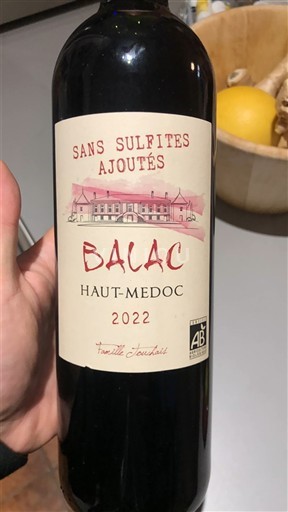 SANS SULFITES
AJOUTÉS
BALAC
HAUT-MEDOC
2022
Famille Touchais
AB